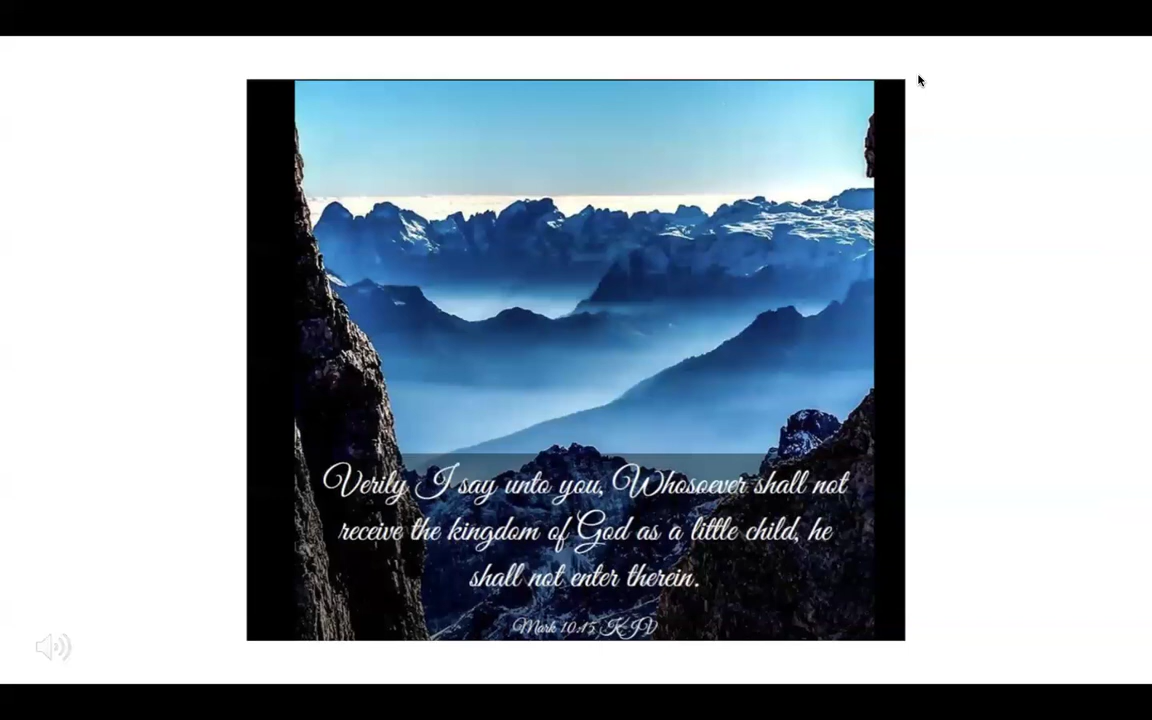 Verily I say unto you, Whosoever shall not
receive the kingdom of God as a little child, he
shall not enter therein.
Mark 10:15 KJV